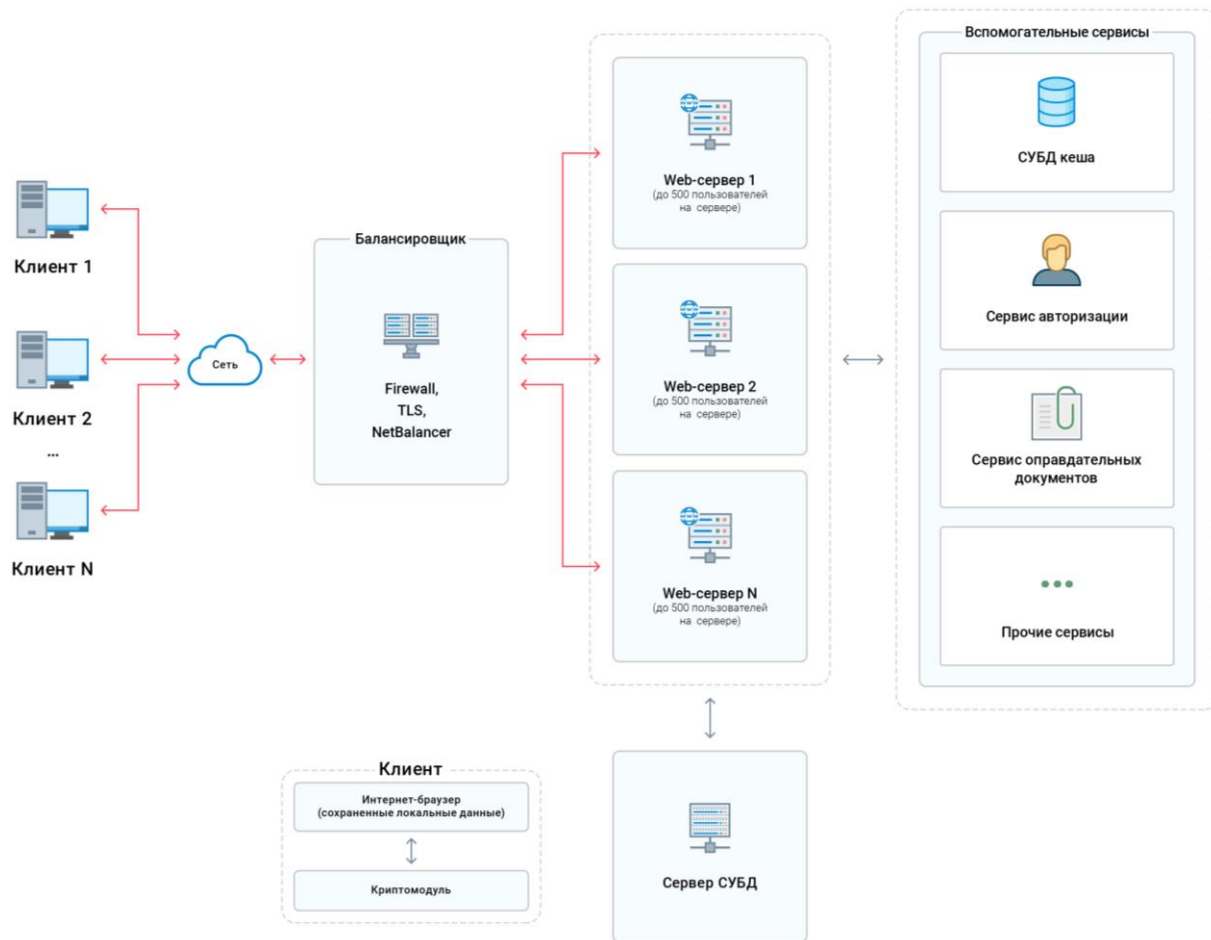 Клиент 1
Клиент 2
...
Клиент N
Сеть
Балансировщик
Firewall,
TLS,
NetBalancer
Web-сервер 1
(до 500 пользователей
на сервере)
Web-сервер 2
(до 500 пользователей
на сервере)
Web-сервер N
(до 500 пользователей
на сервере)
Вспомогательные сервисы
СУБД кеша
Сервис авторизации
Сервис оправдательных
документов
Прочие сервисы
Клиент
Интернет-браузер
(сохраненные локальные данные)
Криптомодуль
Сервер СУБД